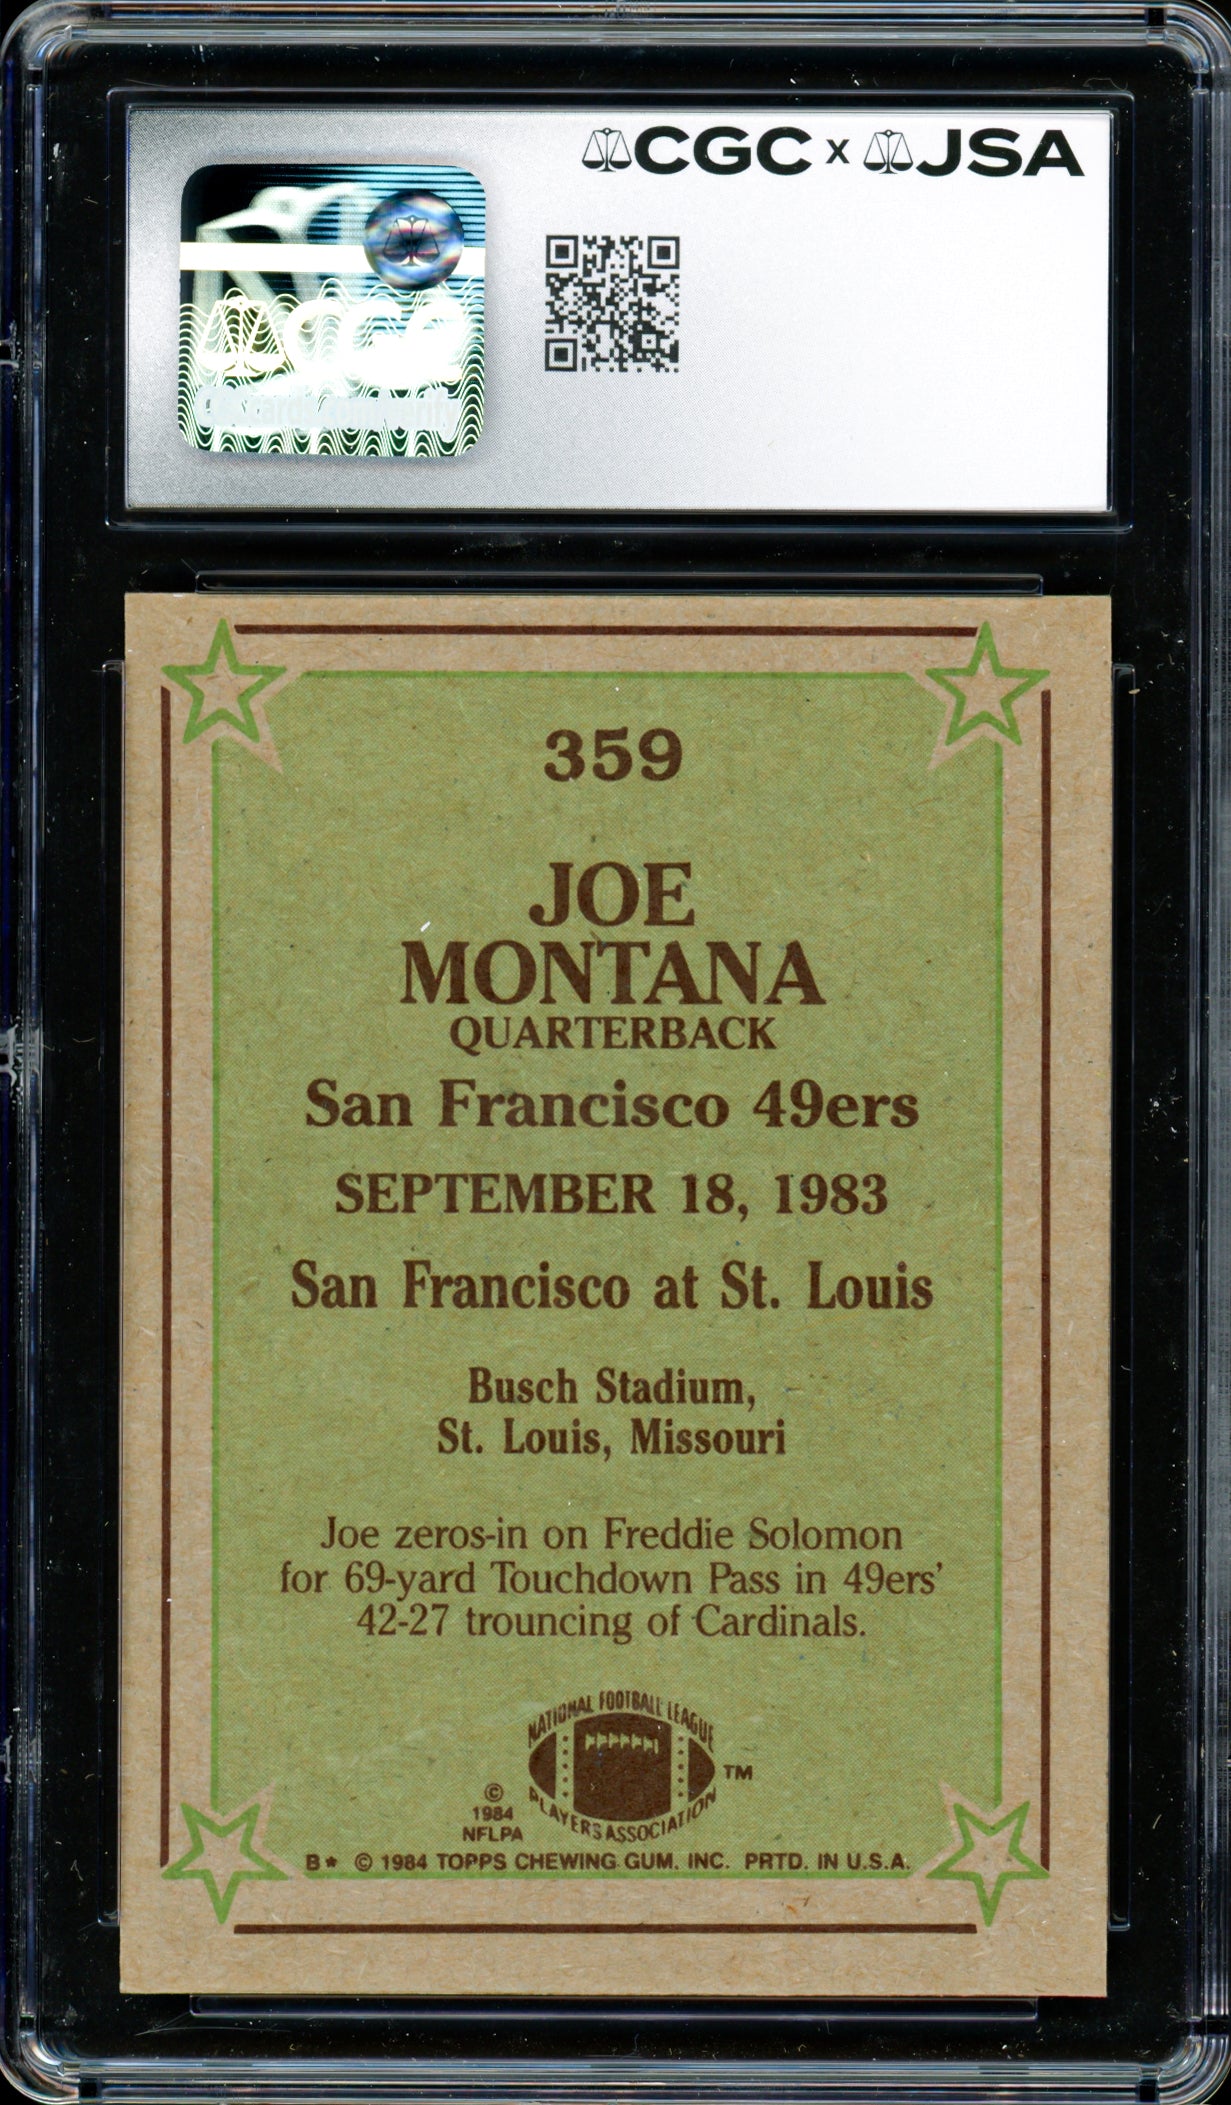 CGC x JSA
CGC
359
JOE
MONTANA
QUARTERBACK
San Francisco 49ers
SEPTEMBER 18, 1983
San Francisco at St. Louis
Busch Stadium,
St. Louis, Missouri
Joe zeros-in on Freddie Solomon
for 69-yard Touchdown Pass in 49ers'
42-27 trouncing of Cardinals.
NATIONAL FOOTBALL LEAGUE
PLAYERS ASSOCIATION
TM
©
1984
NFLPA
B* © 1984 TOPPS CHEWING GUM, INC. PRTD. IN U.S.A.